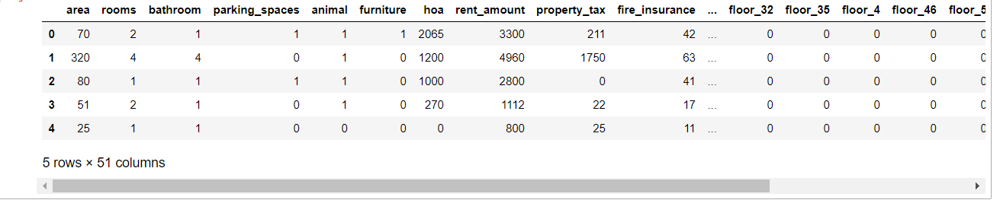 area rooms bathroom parking_spaces animal furniture hoa rent_amount property_tax fire_insurance ... floor_32 floor_35 floor_4 floor_46 floor_5
0 70 2 1 1 1 1 2065 3300 211 42 ... 0 0 0 0 0
1 320 4 4 0 1 0 1200 4960 1750 63 ... 0 0 0 0 0
2 80 1 1 1 1 0 1000 2800 0 41 ... 0 0 0 0 0
3 51 2 1 0 1 0 270 1112 22 17 ... 0 0 0 0 0
4 25 1 1 0 0 0 0 800 25 11 ... 0 0 0 0 0
5 rows × 51 columns